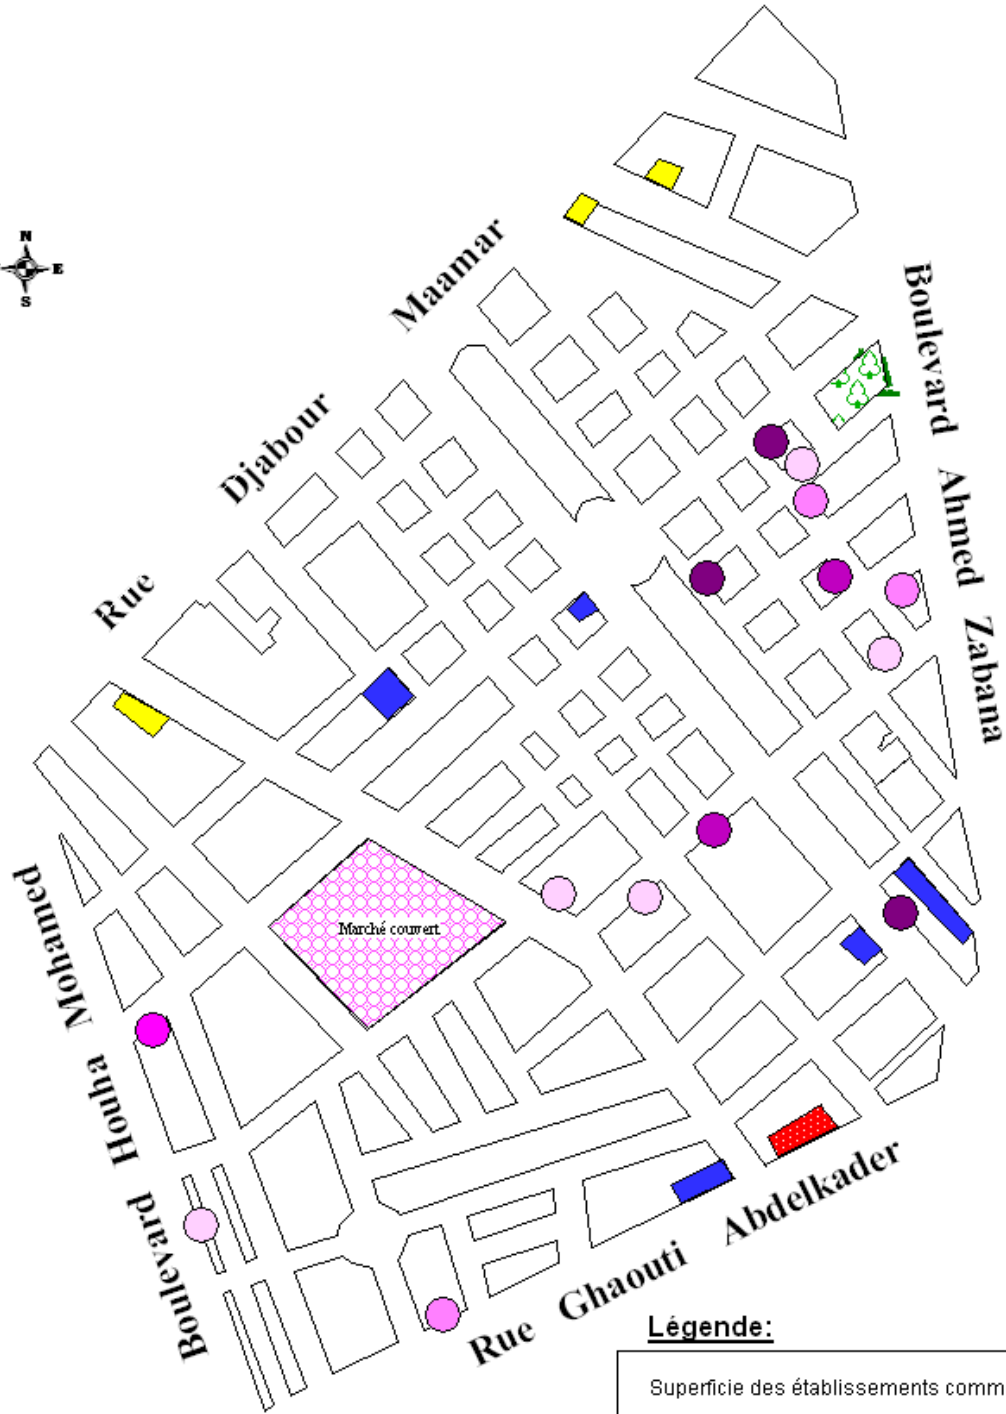 N
E
S
Rue Djabour Maamar
Boulevard Ahmed Zabana
Marché couvert
Boulevard Houha Mohamed
Rue Ghaouti Abdelkader
Légende:
Superficie des établissements comm